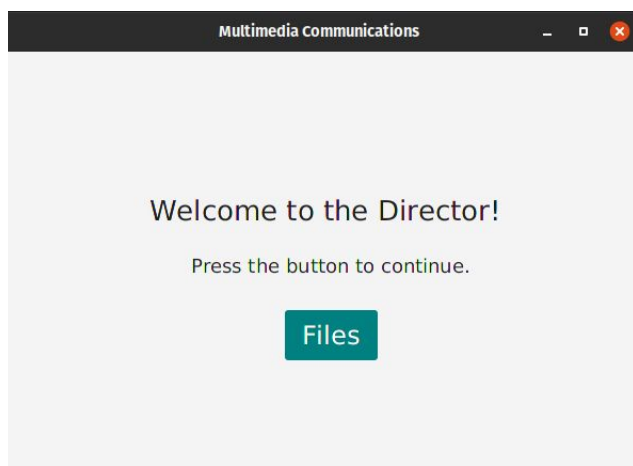 Multimedia Communications
Welcome to the Director!
Press the button to continue.
Files